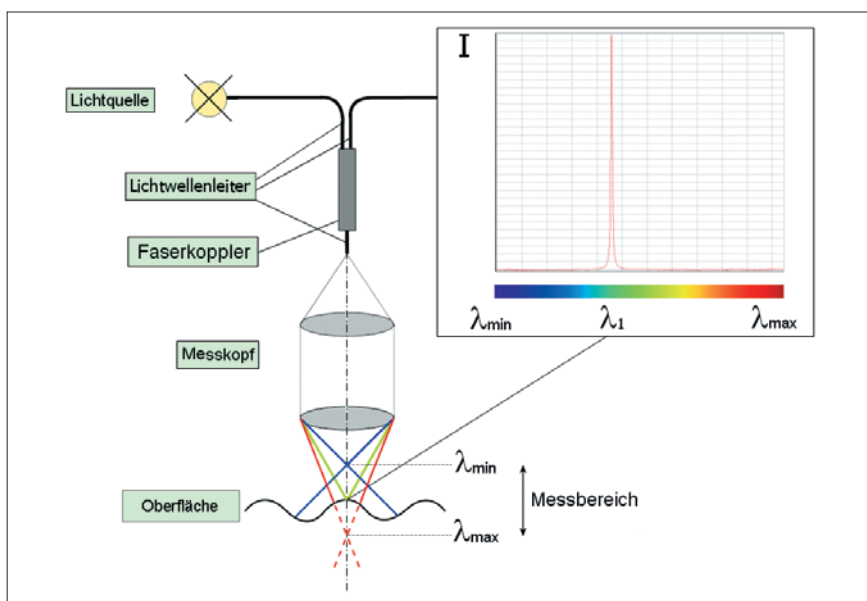 I
Lichtquelle
Lichtwellenleiter
Faserkoppler
λmin λ1 λmax
Messkopf
λmin
Messbereich
Oberfläche
λmax